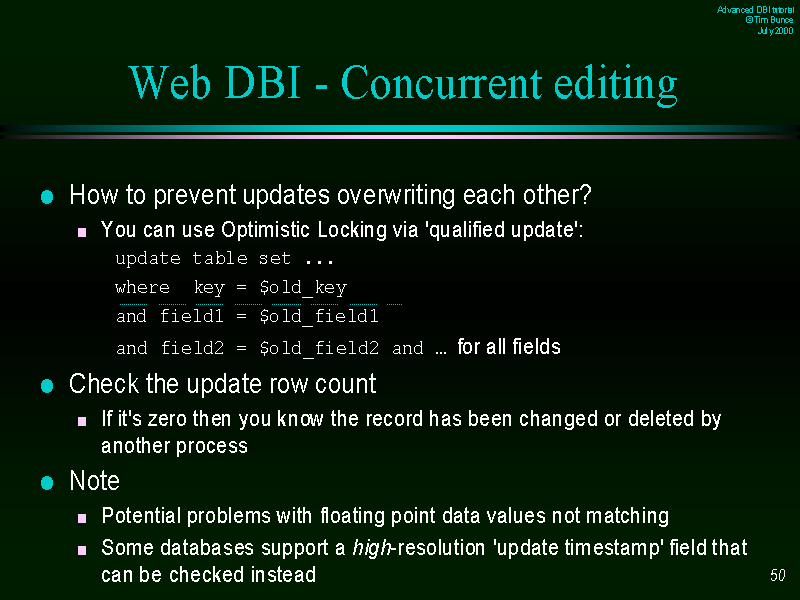 Advanced DBI tutorial
© Tim Bunce
July 2000
Web DBI - Concurrent editing
How to prevent updates overwriting each other?
You can use Optimistic Locking via 'qualified update':
update table set ...
where  key = $old_key
and field1 = $old_field1
and field2 = $old_field2 and … for all fields
Check the update row count
If it's zero then you know the record has been changed or deleted by
another process
Note
Potential problems with floating point data values not matching
Some databases support a high-resolution 'update timestamp' field that
can be checked instead
50